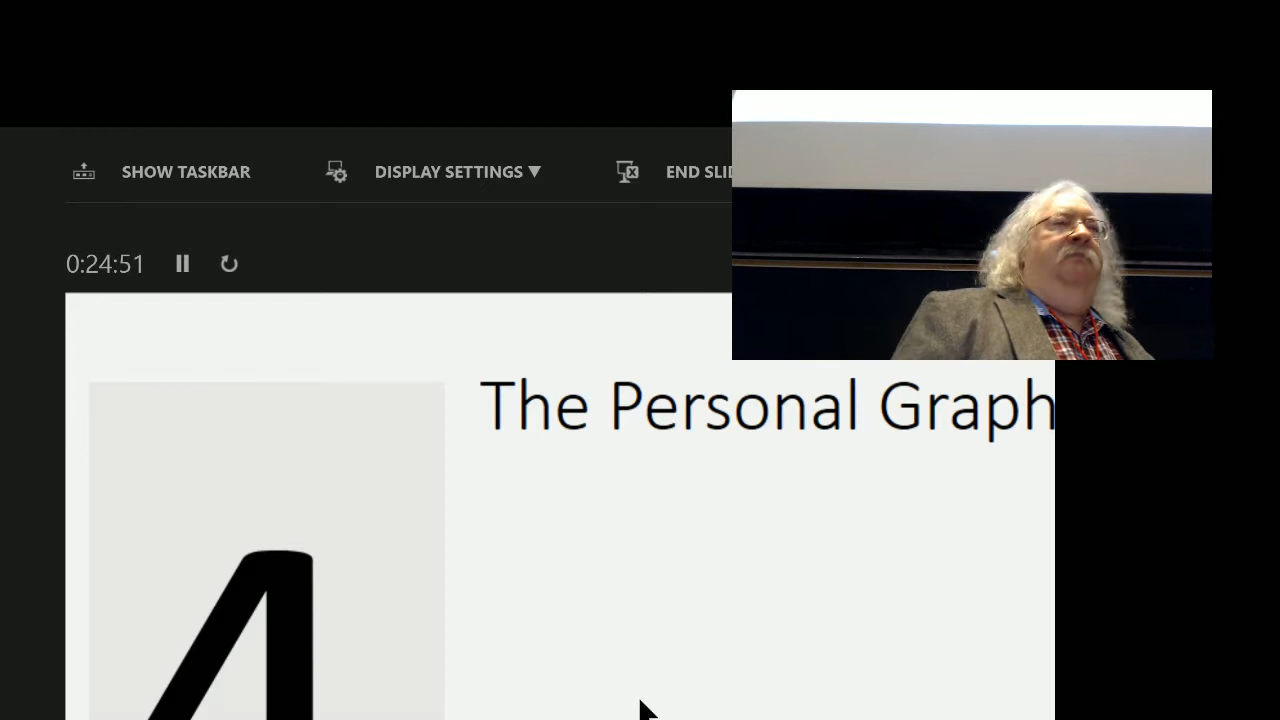 SHOW TASKBAR
DISPLAY SETTINGS ▼
0:24:51
The Personal Graph
4